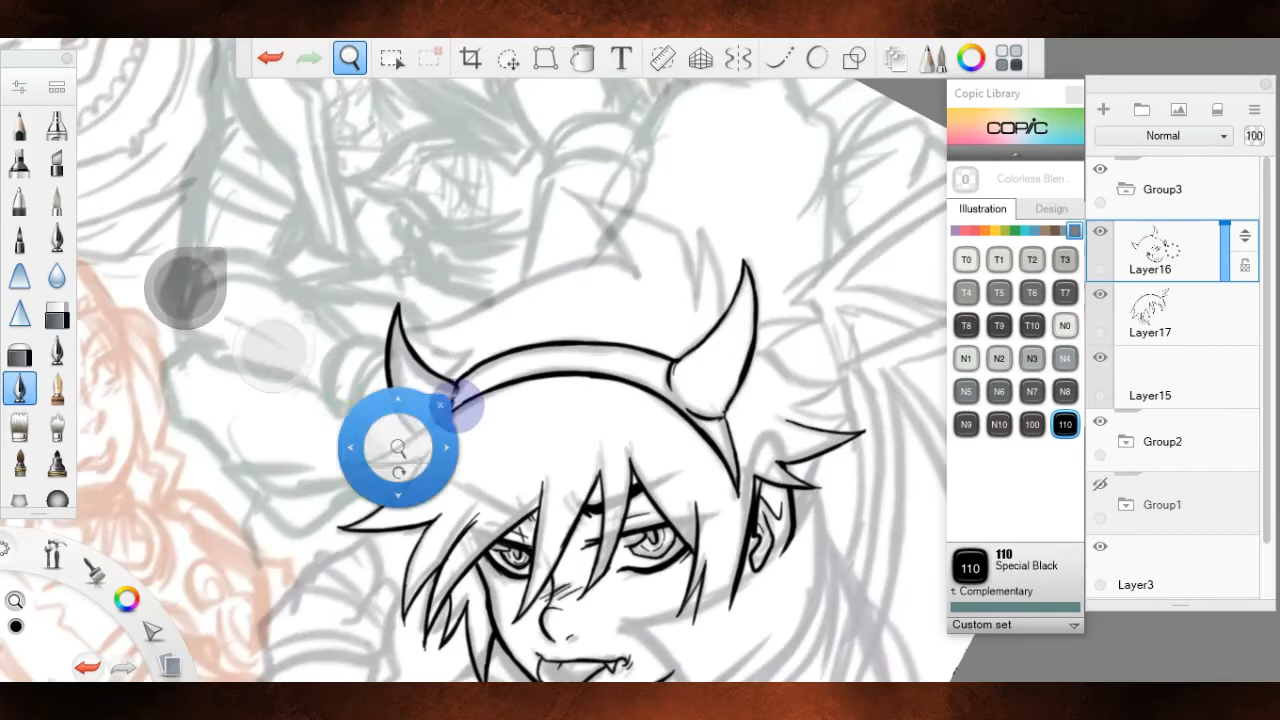 T
Copic Library
COPIC
0 Colorless Blen...
Illustration Design
T0 T1 T2 T3
T4 T5 T6 T7
T8 T9 T10 N0
N1 N2 N3 N4
N5 N6 N7 N8
N9 N10 100 110
110
110
Special Black
Complementary
Custom set
Normal 100
Group3
Layer16
Layer17
Layer15
Group2
Group1
Layer3